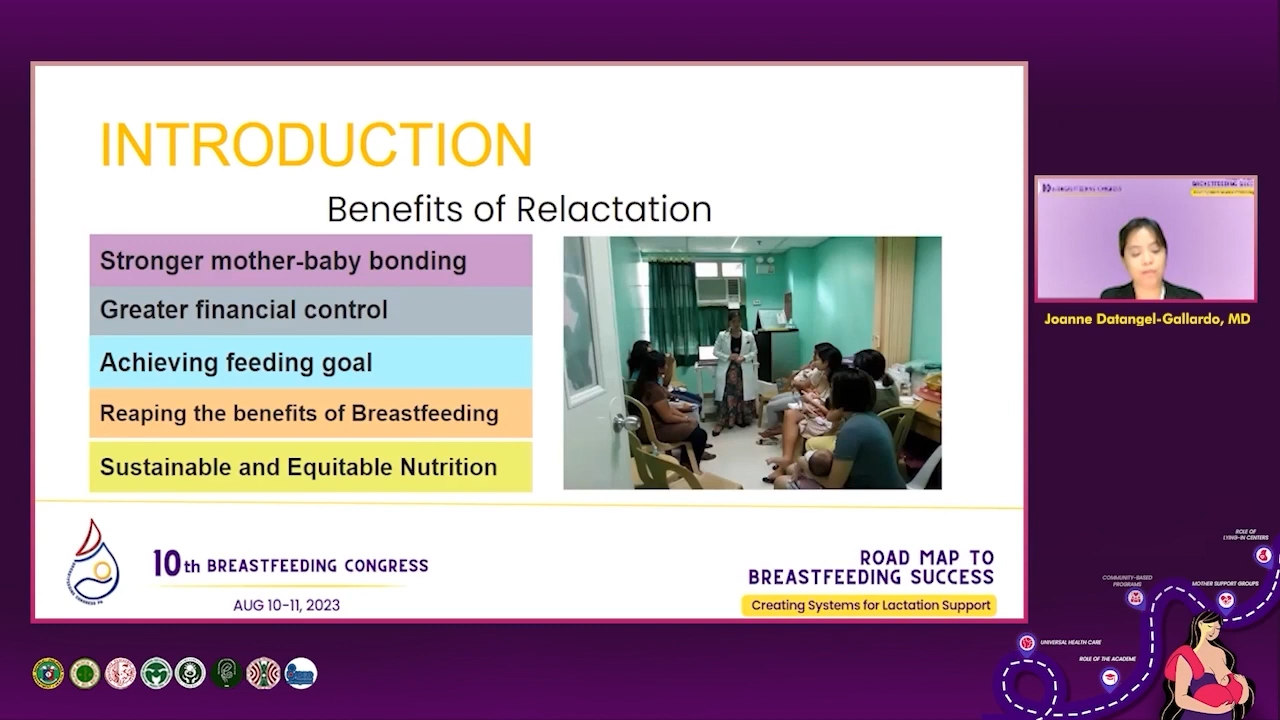 INTRODUCTION
Benefits of Relactation
Stronger mother-baby bonding
Greater financial control
Achieving feeding goal
Reaping the benefits of Breastfeeding
Sustainable and Equitable Nutrition
10th BREASTFEEDING CONGRESS
AUG 10-11, 2023
ROAD MAP TO
BREASTFEEDING SUCCESS
Creating Systems for Lactation Support
Joanne Datangel-Gallardo, MD
ROLE OF
LYING-IN CENTERS
COMMUNITY-BASED
PROGRAMS
MOTHER SUPPORT GROUPS
UNIVERSAL HEALTH CARE
ROLE OF THE ACADEME